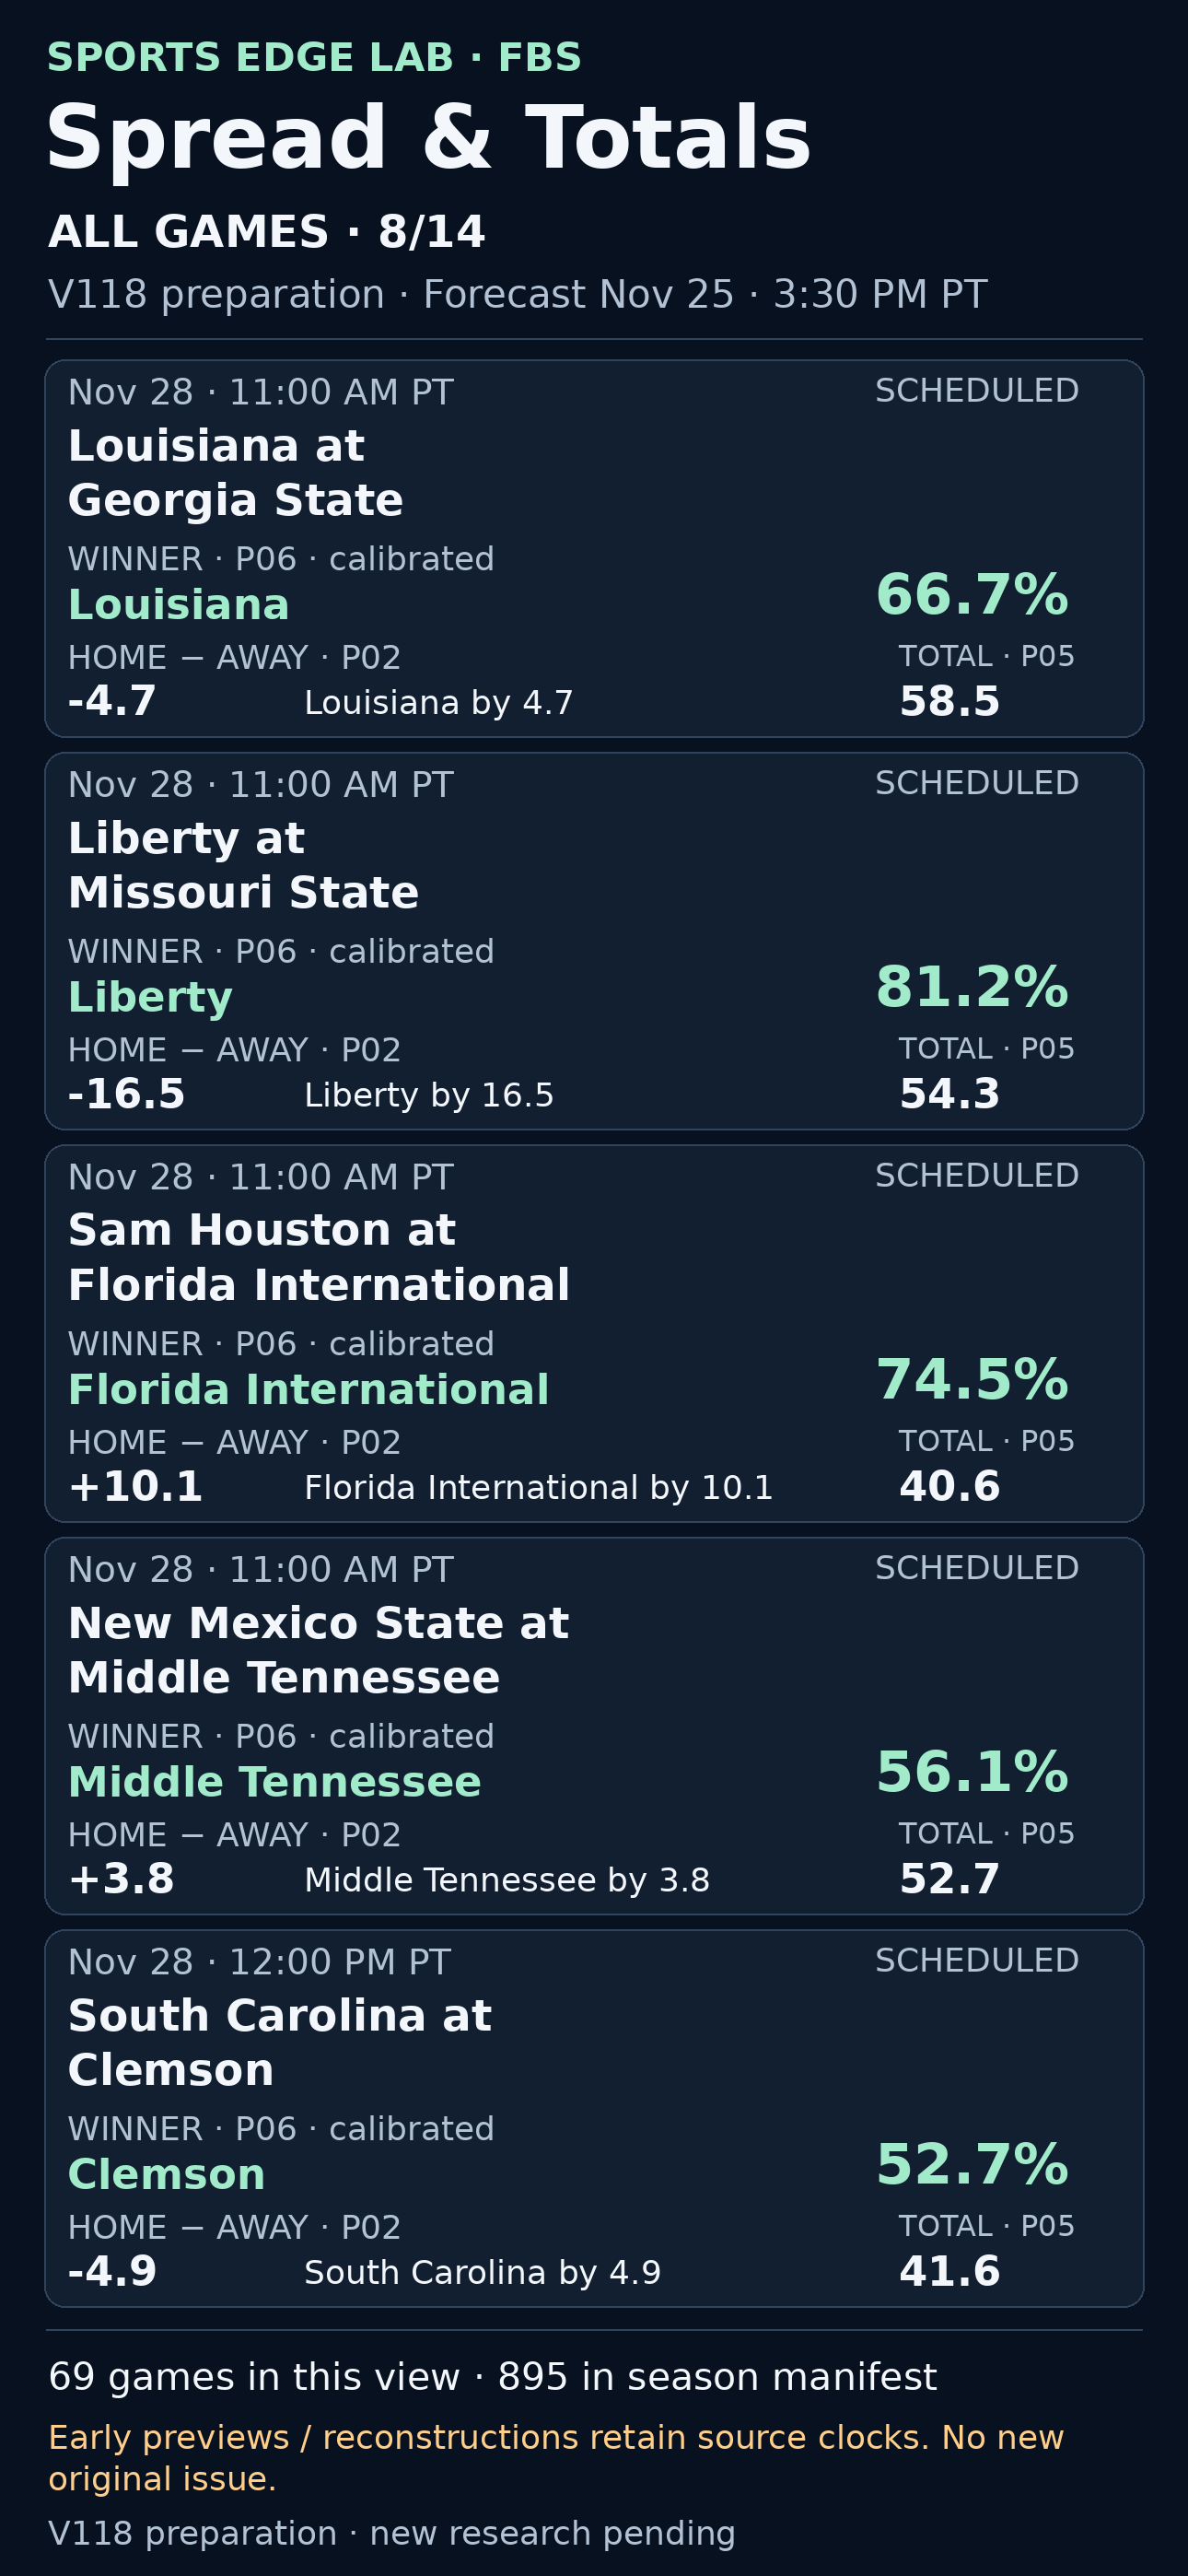 SPORTS EDGE LAB · FBS
Spread & Totals
ALL GAMES · 8/14
V118 preparation · Forecast Nov 25 · 3:30 PM PT
Nov 28 · 11:00 AM PT SCHEDULED
Louisiana at
Georgia State
WINNER · P06 · calibrated
Louisiana 66.7%
HOME − AWAY · P02 TOTAL · P05
-4.7 Louisiana by 4.7 58.5
Nov 28 · 11:00 AM PT SCHEDULED
Liberty at
Missouri State
WINNER · P06 · calibrated
Liberty 81.2%
HOME − AWAY · P02 TOTAL · P05
-16.5 Liberty by 16.5 54.3
Nov 28 · 11:00 AM PT SCHEDULED
Sam Houston at
Florida International
WINNER · P06 · calibrated
Florida International 74.5%
HOME − AWAY · P02 TOTAL · P05
+10.1 Florida International by 10.1 40.6
Nov 28 · 11:00 AM PT SCHEDULED
New Mexico State at
Middle Tennessee
WINNER · P06 · calibrated
Middle Tennessee 56.1%
HOME − AWAY · P02 TOTAL · P05
+3.8 Middle Tennessee by 3.8 52.7
Nov 28 · 12:00 PM PT SCHEDULED
South Carolina at
Clemson
WINNER · P06 · calibrated
Clemson 52.7%
HOME − AWAY · P02 TOTAL · P05
-4.9 South Carolina by 4.9 41.6
69 games in this view · 895 in season manifest
Early previews / reconstructions retain source clocks. No new
original issue.
V118 preparation · new research pending